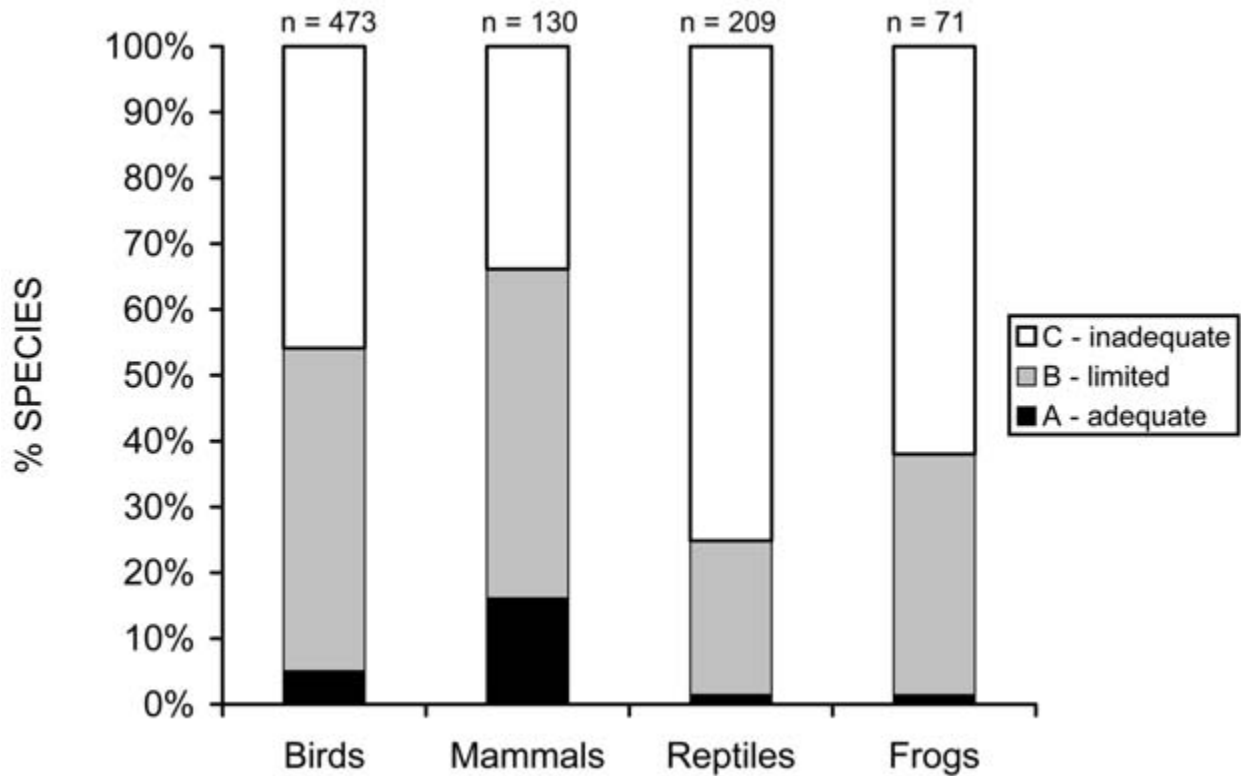 n = 473 n = 130 n = 209 n = 71
100%
90%
80%
70%
60%
50%
40%
30%
20%
10%
0%
% SPECIES
Birds Mammals Reptiles Frogs
C - inadequate
B - limited
A - adequate